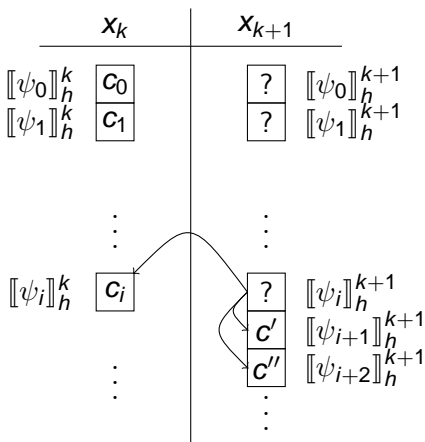 x_k x_{k+1}
⟦ψ_0⟧_h^k c_0 ? ⟦ψ_0⟧_h^{k+1}
⟦ψ_1⟧_h^k c_1 ? ⟦ψ_1⟧_h^{k+1}
⋮ ⋮
⟦ψ_i⟧_h^k c_i ? ⟦ψ_i⟧_h^{k+1}
c' ⟦ψ_{i+1}⟧_h^{k+1}
⋮ c'' ⟦ψ_{i+2}⟧_h^{k+1}
⋮